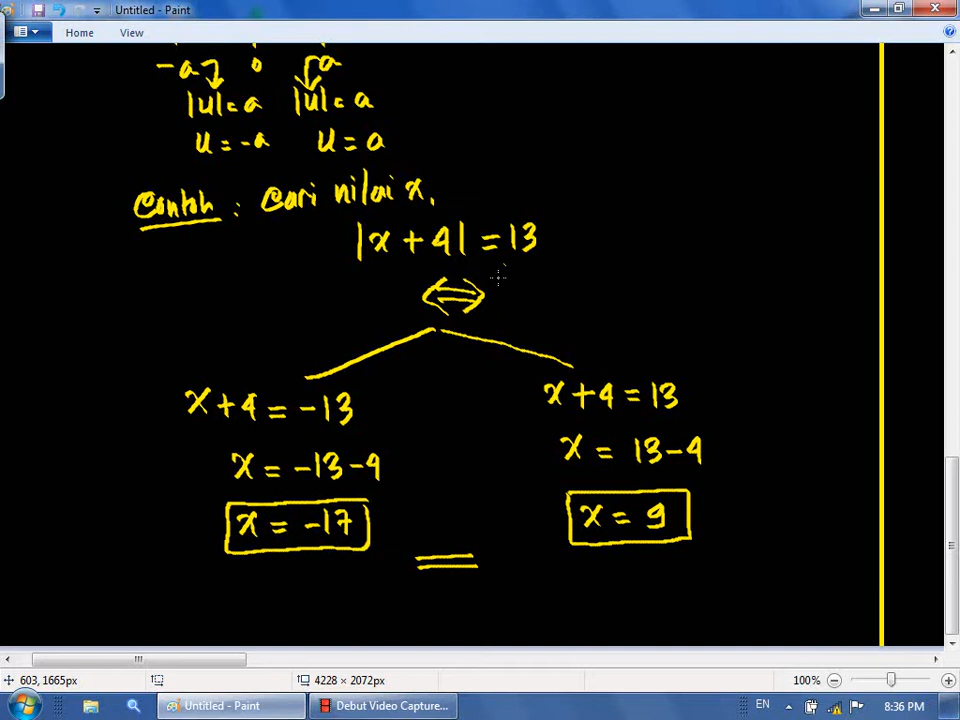 Untitled - Paint
Home View
-a 0 a
|u| = a |u| = a
u = -a u = a
Contoh : Cari nilai x.
|x + 4| = 13
⇔
x + 4 = -13 x + 4 = 13
x = -13 - 4 x = 13 - 4
x = -17 x = 9
603, 1665px 4228 × 2072px 100%
Untitled - Paint Debut Video Capture... EN 8:36 PM